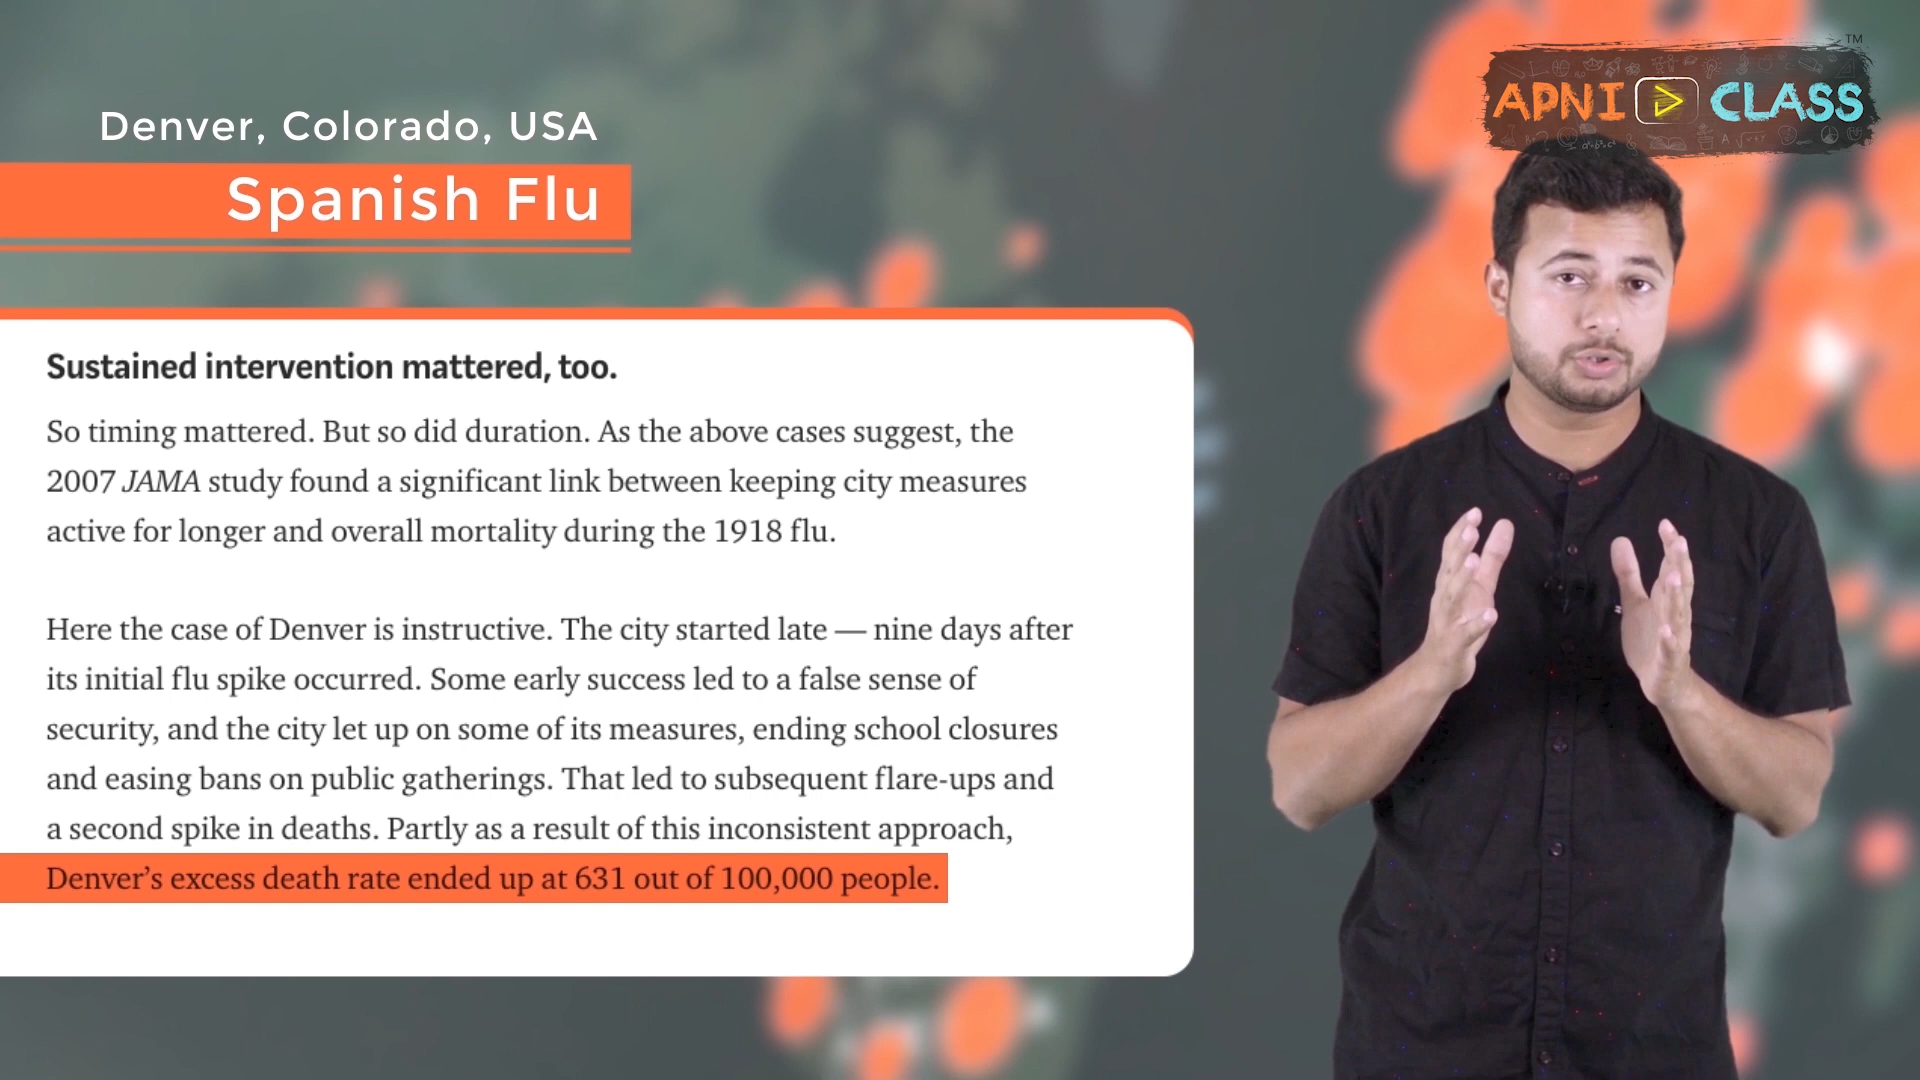 Denver, Colorado, USA
Spanish Flu
APNI CLASS
TM
Sustained intervention mattered, too.
So timing mattered. But so did duration. As the above cases suggest, the
2007 JAMA study found a significant link between keeping city measures
active for longer and overall mortality during the 1918 flu.
Here the case of Denver is instructive. The city started late — nine days after
its initial flu spike occurred. Some early success led to a false sense of
security, and the city let up on some of its measures, ending school closures
and easing bans on public gatherings. That led to subsequent flare-ups and
a second spike in deaths. Partly as a result of this inconsistent approach,
Denver’s excess death rate ended up at 631 out of 100,000 people.